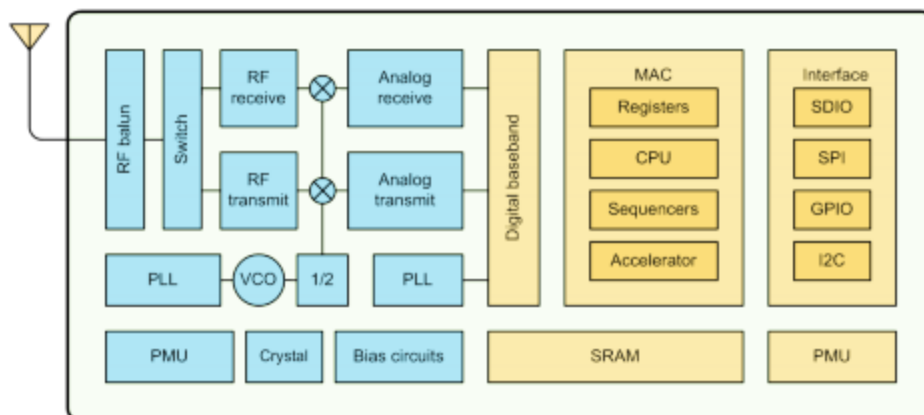 RF balun
Switch
RF
receive
Analog
receive
RF
transmit
Analog
transmit
PLL
VCO
1/2
PLL
Digital baseband
MAC
Registers
CPU
Sequencers
Accelerator
Interface
SDIO
SPI
GPIO
I2C
PMU
Crystal
Bias circuits
SRAM
PMU